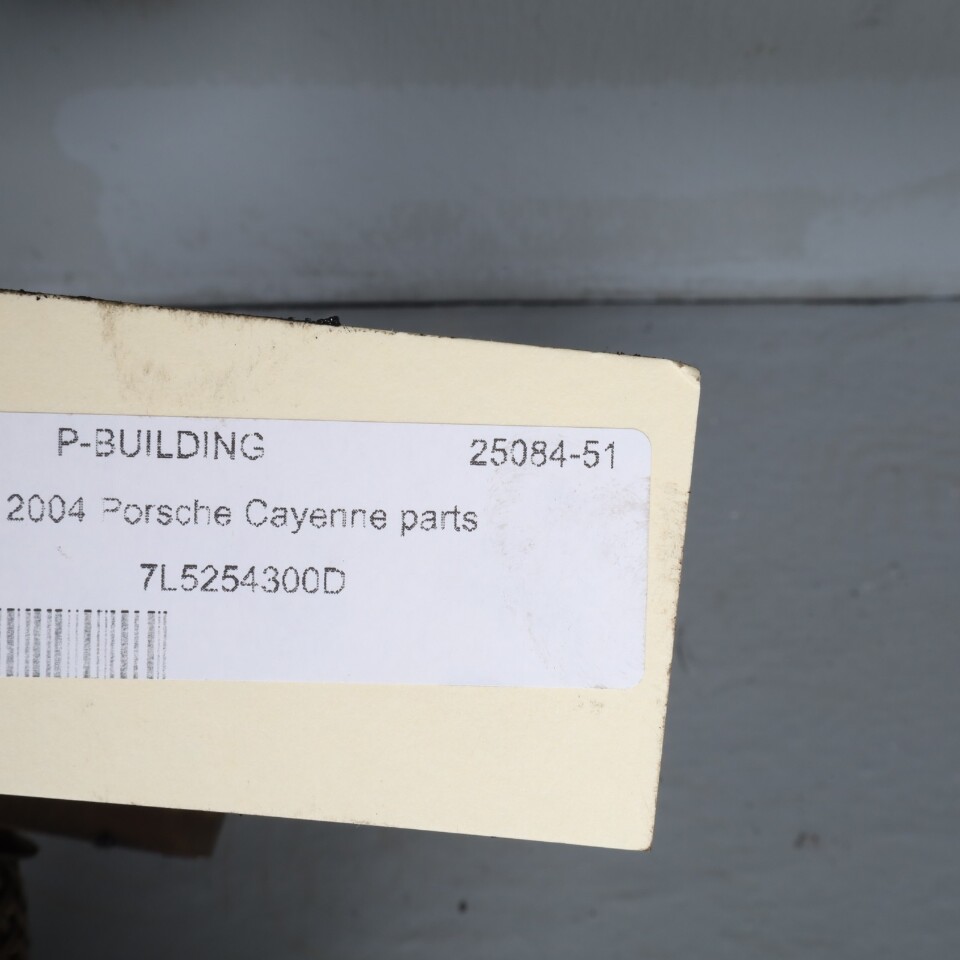 P-BUILDING 25084-51
2004 Porsche Cayenne parts
7L5254300D